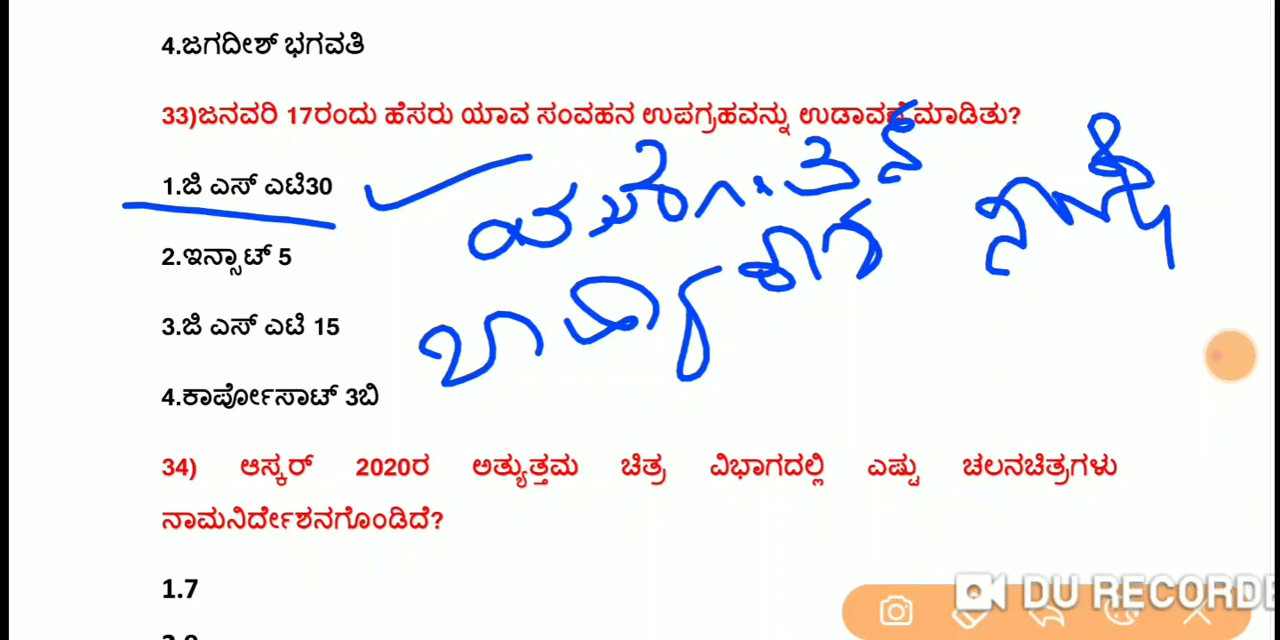 4.ಜಗದೀಶ್ ಭಗವತಿ
33)ಜನವರಿ 17ರಂದು ಹೆಸರು ಯಾವ ಸಂವಹನ ಉಪಗ್ರಹವನ್ನು ಉಡಾವಣೆ ಮಾಡಿತು?
1.ಜಿ ಎಸ್ ಎಟಿ30
2.ಇನ್ಸಾಟ್ 5
3.ಜಿ ಎಸ್ ಎಟಿ 15
4.ಕಾರ್ಪೋಸಾಟ್ 3ಬಿ
34) ಆಸ್ಕರ್ 2020ರ ಅತ್ಯುತ್ತಮ ಚಿತ್ರ ವಿಭಾಗದಲ್ಲಿ ಎಷ್ಟು ಚಲನಚಿತ್ರಗಳು
ನಾಮನಿರ್ದೇಶನಗೊಂಡಿದೆ?
1.7
DU RECORDE